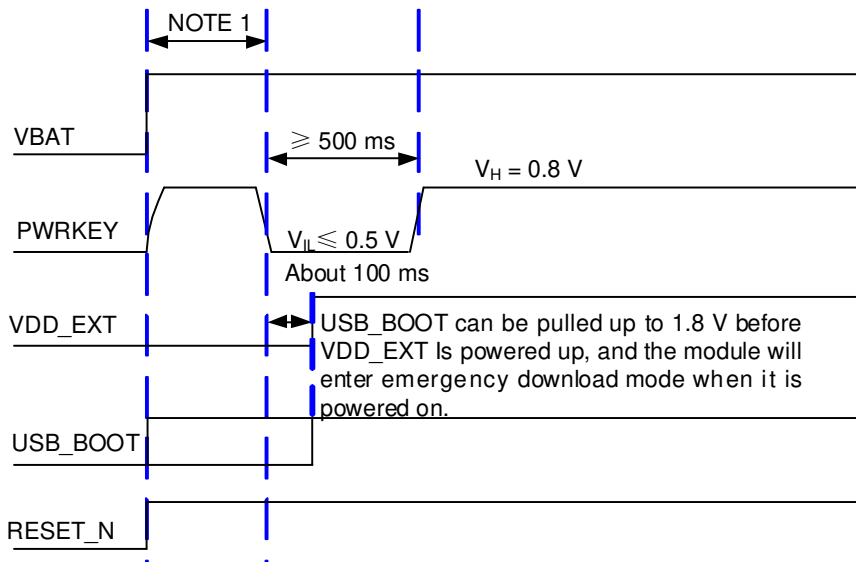 NOTE 1
VBAT
≥ 500 ms
VH = 0.8 V
PWRKEY
VIL ≤ 0.5 V
About 100 ms
VDD_EXT
USB_BOOT can be pulled up to 1.8 V before
VDD_EXT Is powered up, and the module will
enter emergency download mode when it is
powered on.
USB_BOOT
RESET_N